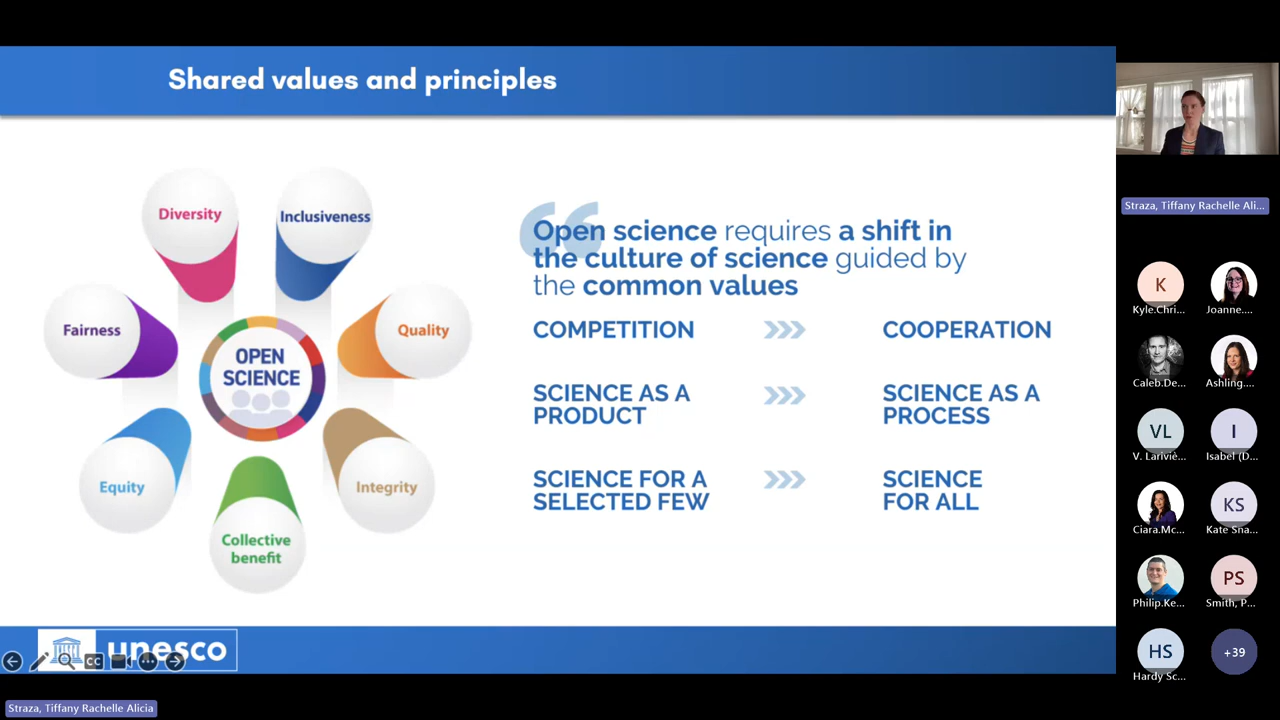 Shared values and principles
Diversity
Inclusiveness
Fairness
Quality
OPEN
SCIENCE
Equity
Integrity
Collective
benefit
Open science requires a shift in
the culture of science guided by
the common values
COMPETITION
COOPERATION
SCIENCE AS A
PRODUCT
SCIENCE AS A
PROCESS
SCIENCE FOR A
SELECTED FEW
SCIENCE
FOR ALL
unesco
CC
Straza, Tiffany Rachelle Alicia
Straza, Tiffany Rachelle Ali...
K
Kyle.Chri...
Joanne....
Caleb.De...
Ashling....
VL
V. Lariviè...
I
Isabel (D...
Ciara.Mc...
KS
Kate Sna...
Philip.Ke...
PS
Smith, P...
HS
Hardy Sc...
+39